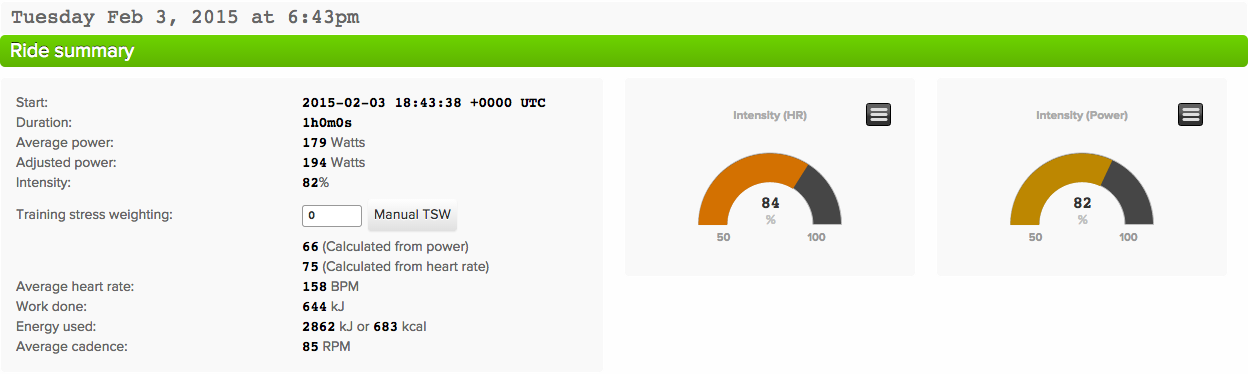 Tuesday Feb 3, 2015 at 6:43pm
Ride summary
Start: 2015-02-03 18:43:38 +0000 UTC
Duration: 1h0m0s
Average power: 179 Watts
Adjusted power: 194 Watts
Intensity: 82%
Training stress weighting: 0 Manual TSW
66 (Calculated from power)
75 (Calculated from heart rate)
Average heart rate: 158 BPM
Work done: 644 kJ
Energy used: 2862 kJ or 683 kcal
Average cadence: 85 RPM
Intensity (HR)
84
%
50 100
Intensity (Power)
82
%
50 100